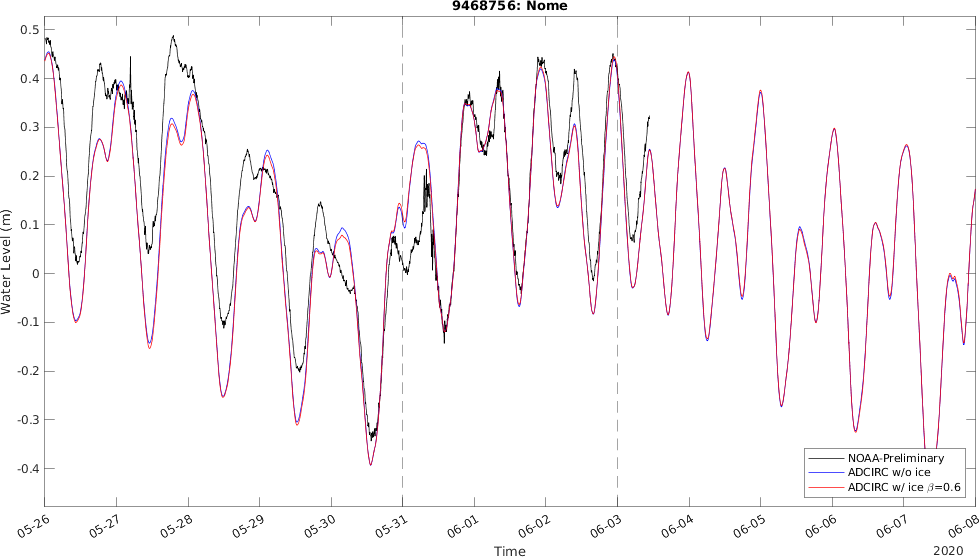 9468756: Nome
0.5
0.4
0.3
0.2
0.1
0
-0.1
-0.2
-0.3
-0.4
Water Level (m)
NOAA-Preliminary
ADCIRC w/o ice
ADCIRC w/ ice β=0.6
05-26 05-27 05-28 05-29 05-30 05-31 06-01 06-02 06-03 06-04 06-05 06-06 06-07 06-08
Time
2020